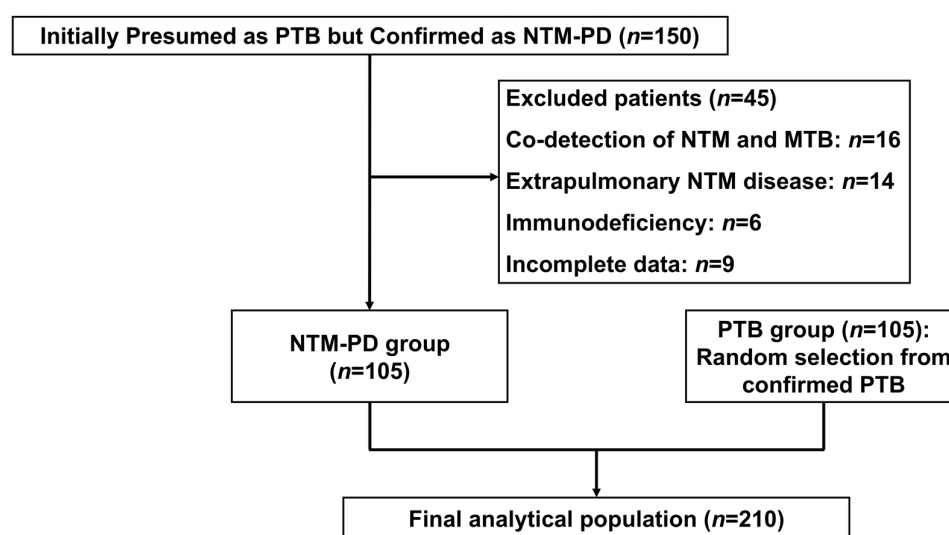 Initially Presumed as PTB but Confirmed as NTM-PD (n=150)
Excluded patients (n=45)
Co-detection of NTM and MTB: n=16
Extrapulmonary NTM disease: n=14
Immunodeficiency: n=6
Incomplete data: n=9
NTM-PD group
(n=105)
PTB group (n=105):
Random selection from
confirmed PTB
Final analytical population (n=210)